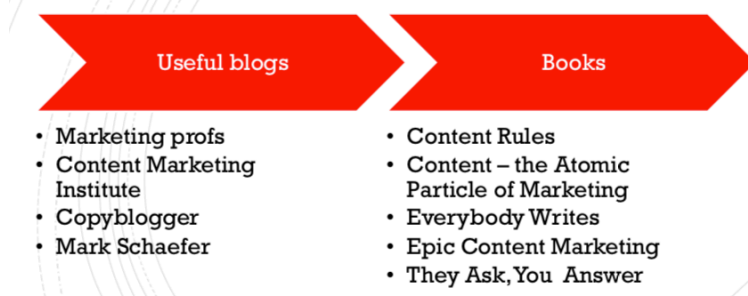 Useful blogs
• Marketing profs
• Content Marketing
Institute
• Copyblogger
• Mark Schaefer
Books
• Content Rules
• Content – the Atomic
Particle of Marketing
• Everybody Writes
• Epic Content Marketing
• They Ask, You  Answer